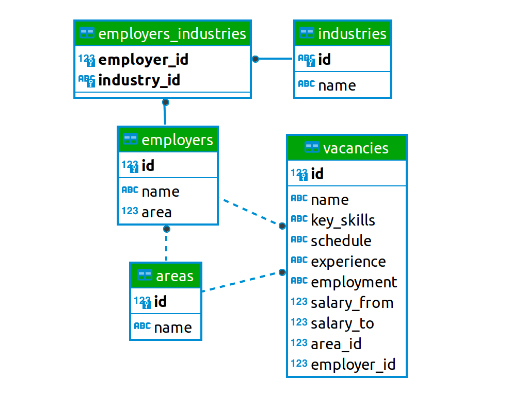 employers_industries
123 employer_id
ABC industry_id
industries
ABC id
ABC name
employers
123 id
ABC name
123 area
vacancies
123 id
ABC name
ABC key_skills
ABC schedule
ABC experience
ABC employment
123 salary_from
123 salary_to
123 area_id
123 employer_id
areas
123 id
ABC name